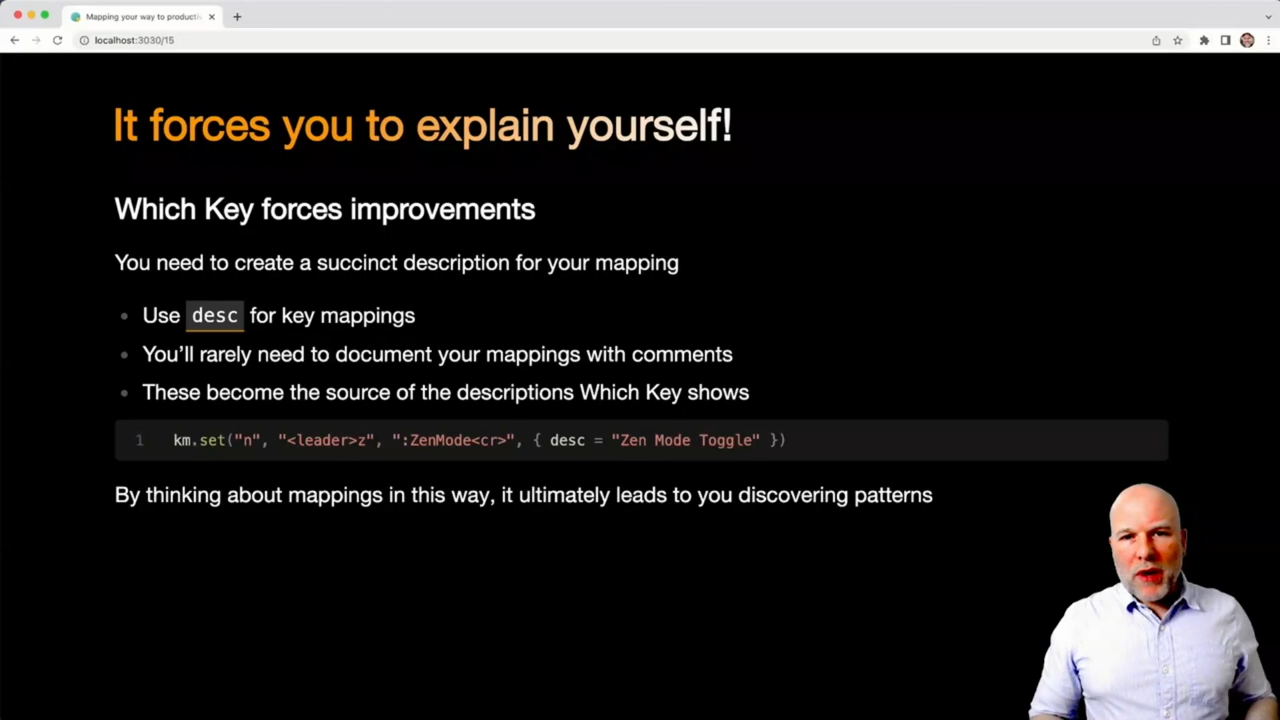 Mapping your way to producti
localhost:3030/15
It forces you to explain yourself!
Which Key forces improvements
You need to create a succinct description for your mapping
Use desc for key mappings
You'll rarely need to document your mappings with comments
These become the source of the descriptions Which Key shows
1 km.set("n", "<leader>z", ":ZenMode<cr>", { desc = "Zen Mode Toggle" })
By thinking about mappings in this way, it ultimately leads to you discovering patterns